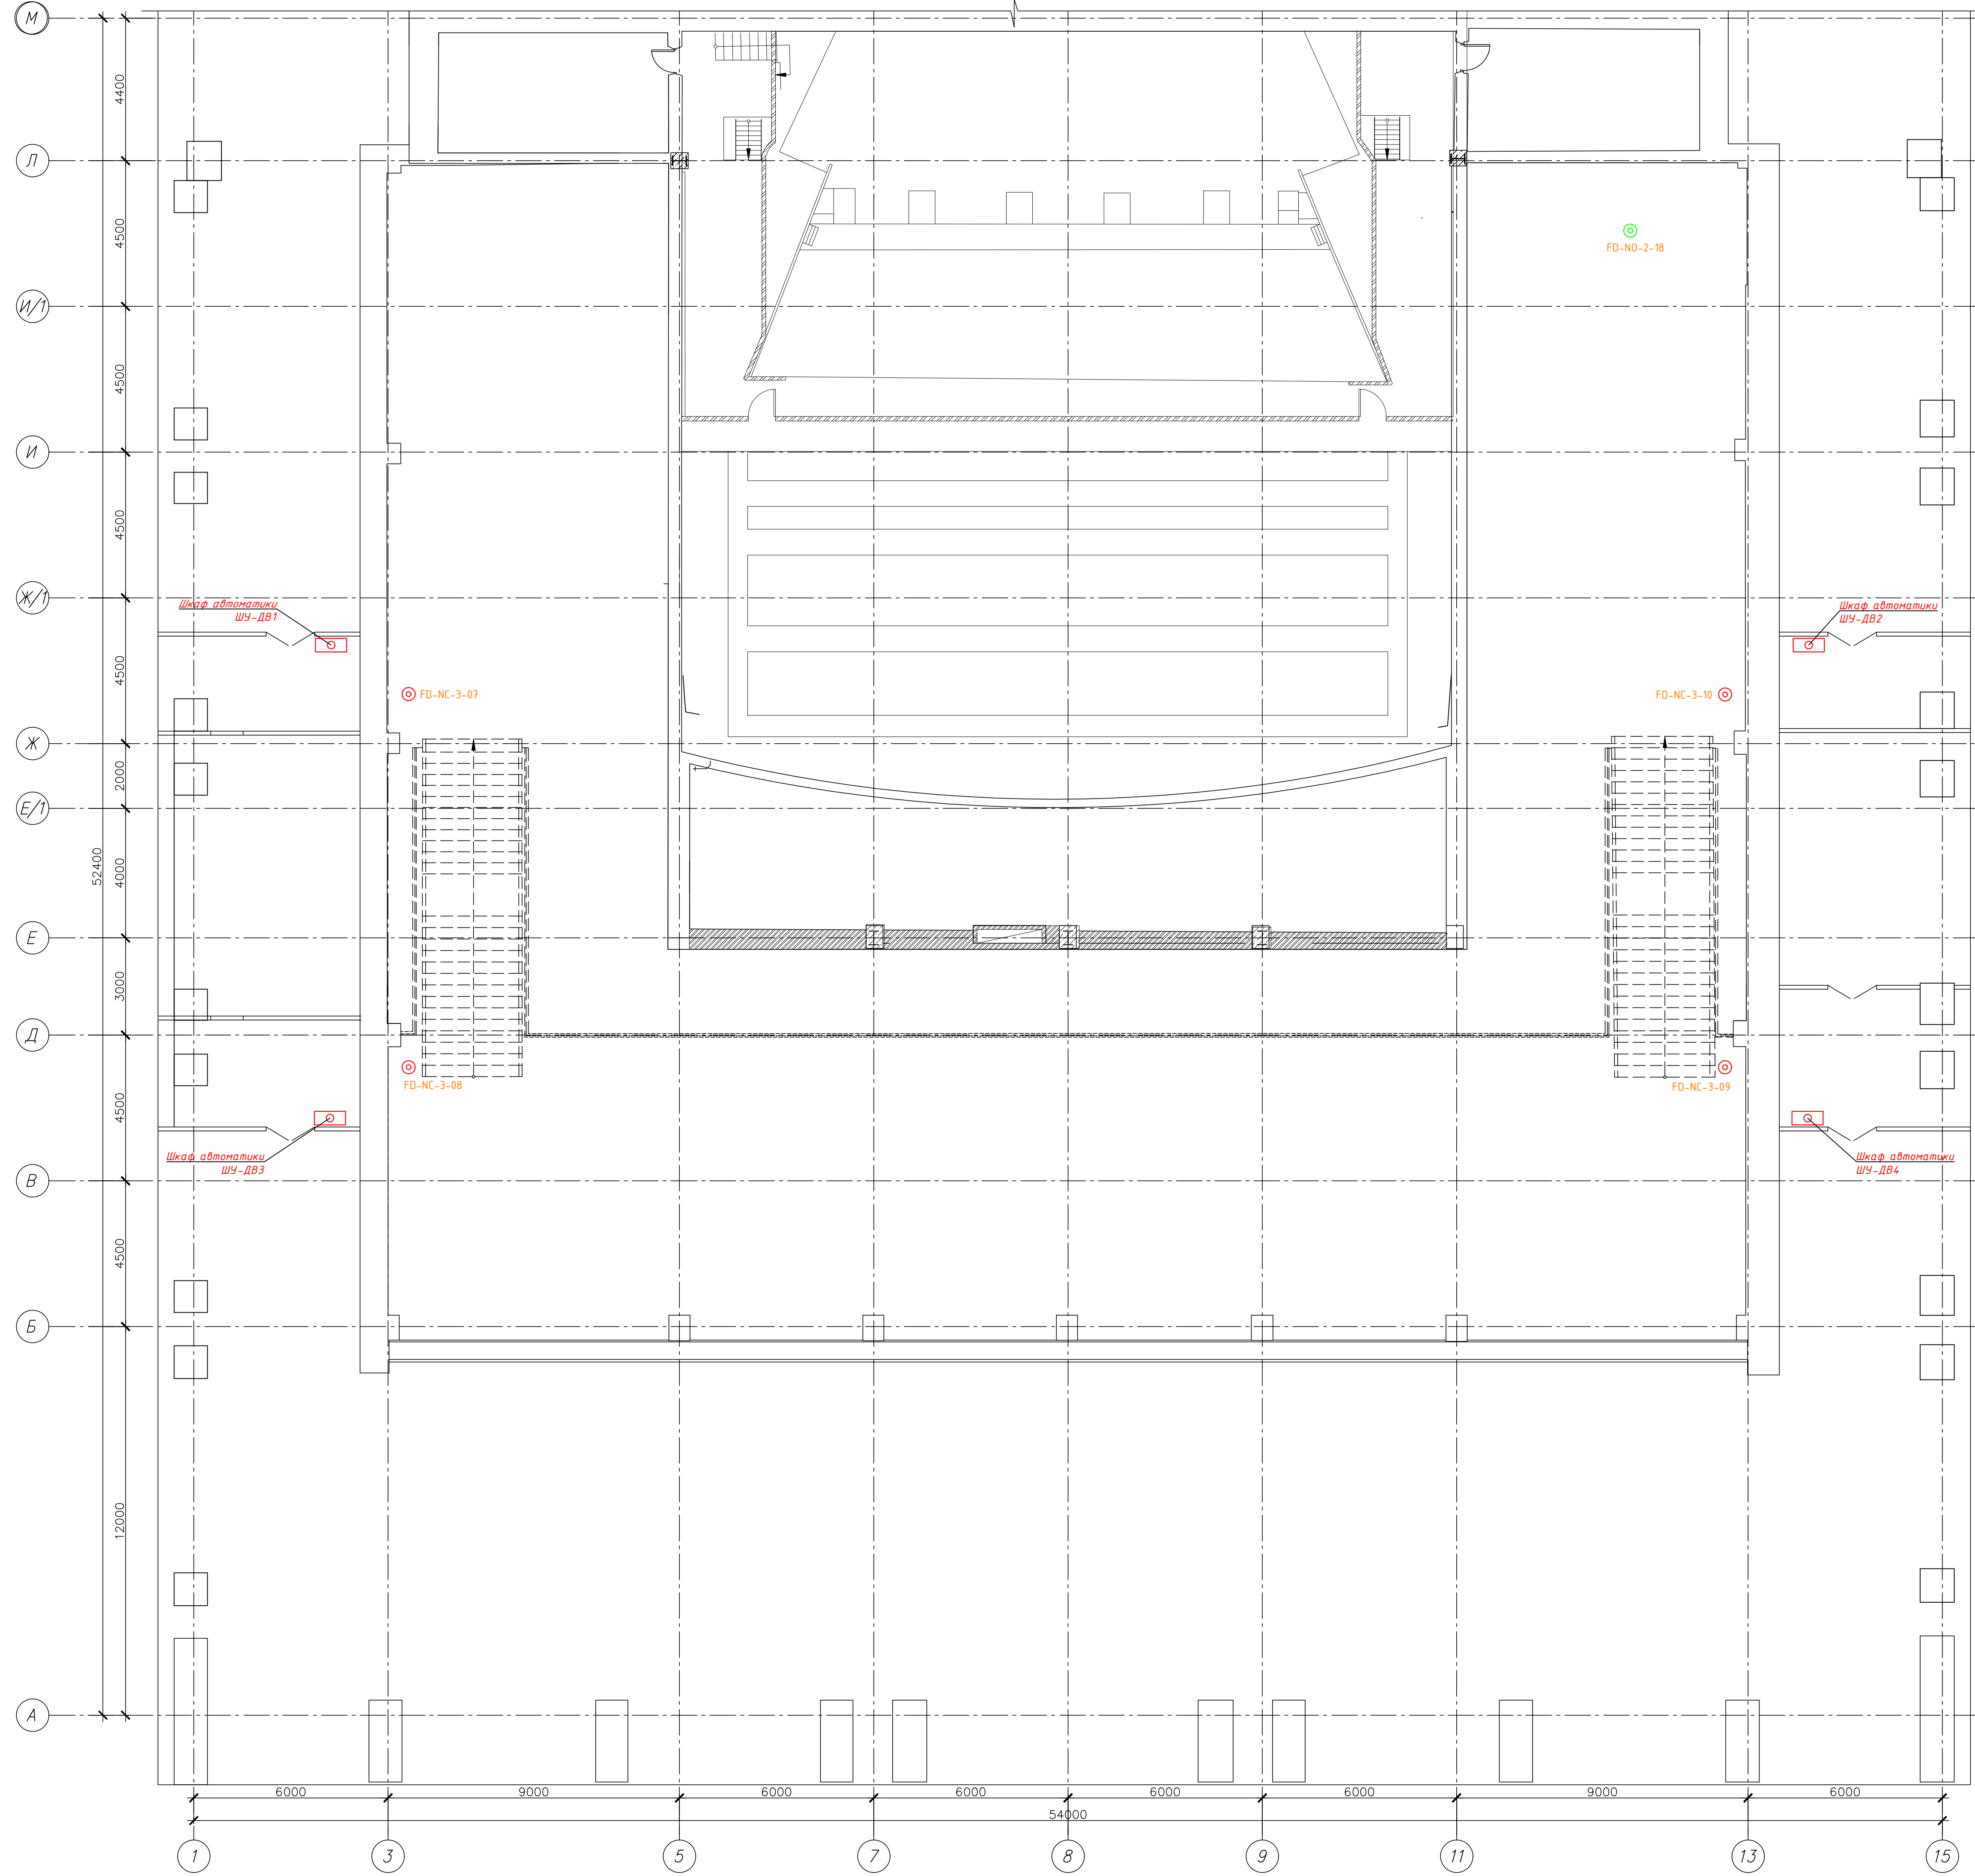 М
4400
Л
4500
FD-NO-2-18
И/1
4500
И
4500
Ж/1
Шкаф автоматики
ШУ-ДВ1
Шкаф автоматики
ШУ-ДВ2
4500
FD-NC-3-07
FD-NC-3-10
Ж
2000
Е/1
52400
4000
Е
3000
Д
FD-NC-3-08
FD-NC-3-09
4500
Шкаф автоматики
ШУ-ДВ3
Шкаф автоматики
ШУ-ДВ4
В
4500
Б
12000
А
6000
9000
6000
6000
6000
6000
9000
6000
54000
1
3
5
7
8
9
11
13
15